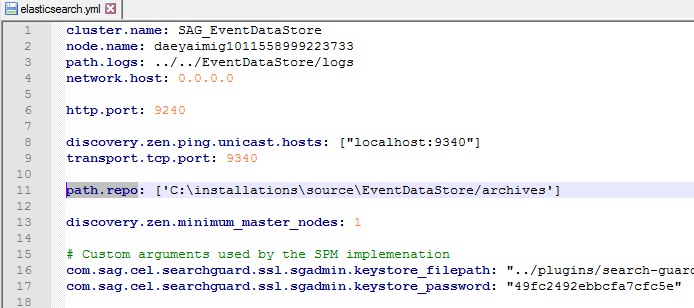 elasticsearch.yml
1 cluster.name: SAG_EventDataStore
2 node.name: daeyaimig1011558999223733
3 path.logs: ../../EventDataStore/logs
4 network.host: 0.0.0.0
5
6 http.port: 9240
7
8 discovery.zen.ping.unicast.hosts: ["localhost:9340"]
9 transport.tcp.port: 9340
10
11 path.repo: ['C:\installations\source\EventDataStore/archives']
12
13 discovery.zen.minimum_master_nodes: 1
14
15 # Custom arguments used by the SPM implemenation
16 com.sag.cel.searchguard.ssl.sgadmin.keystore_filepath: "../plugins/search-guar
17 com.sag.cel.searchguard.ssl.sgadmin.keystore_password: "49fc2492ebbcfa7cfc5e"
18